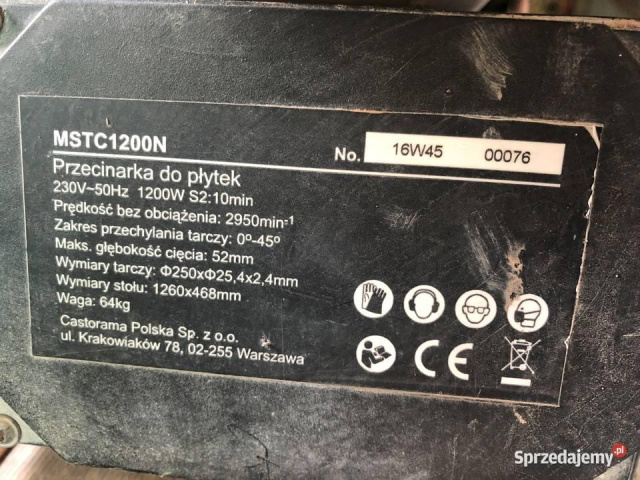 MSTC1200N
No. 16W45 00076
Przecinarka do płytek
230V~50Hz 1200W S2:10min
Prędkość bez obciążenia: 2950min⁻¹
Zakres przechylania tarczy: 0º-45º
Maks. głębokość cięcia: 52mm
Wymiary tarczy: Φ250xΦ25,4x2,4mm
Wymiary stołu: 1260x468mm
Waga: 64kg
Castorama Polska Sp. z o.o.
ul. Krakowiaków 78, 02-255 Warszawa
CE
Sprzedajemy.pl